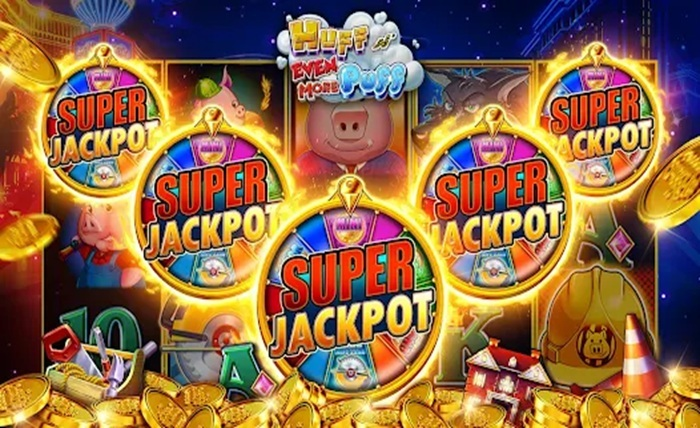 HUFF N'
EVEN
MORE PUFF
SUPER
JACKPOT
SUPER
JACKPOT
SUPER
JACKPOT
SUPER
JACKPOT
SUPER
JACKPOT
A
10
A
K